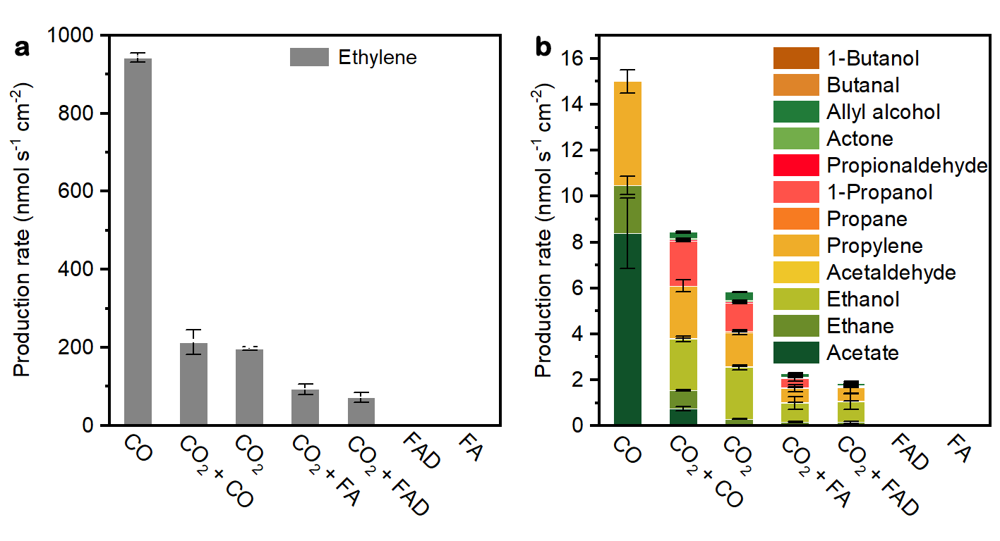 a
Production rate (nmol s⁻¹ cm⁻²)
1000
800
600
400
200
0
Ethylene
CO
CO₂ + CO
CO₂
CO₂ + FA
CO₂ + FAD
FAD
FA
b
Production rate (nmol s⁻¹ cm⁻²)
16
14
12
10
8
6
4
2
0
1-Butanol
Butanal
Allyl alcohol
Actone
Propionaldehyde
1-Propanol
Propane
Propylene
Acetaldehyde
Ethanol
Ethane
Acetate
CO
CO₂ + CO
CO₂
CO₂ + FA
CO₂ + FAD
FAD
FA